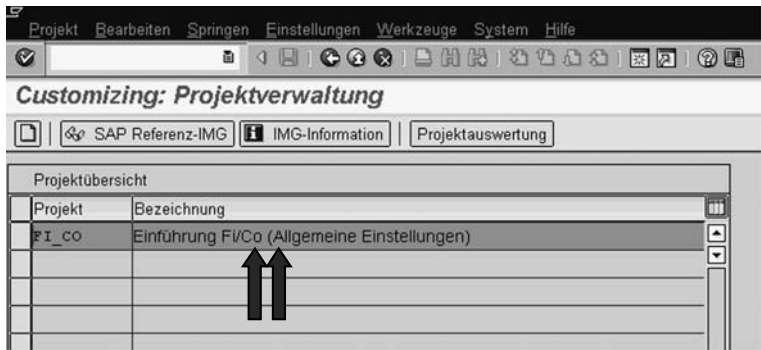 Projekt Bearbeiten Springen Einstellungen Werkzeuge System Hilfe
Customizing: Projektverwaltung
SAP Referenz-IMG IMG-Information Projektauswertung
Projektübersicht
Projekt Bezeichnung
FI_CO Einführung Fi/Co (Allgemeine Einstellungen)